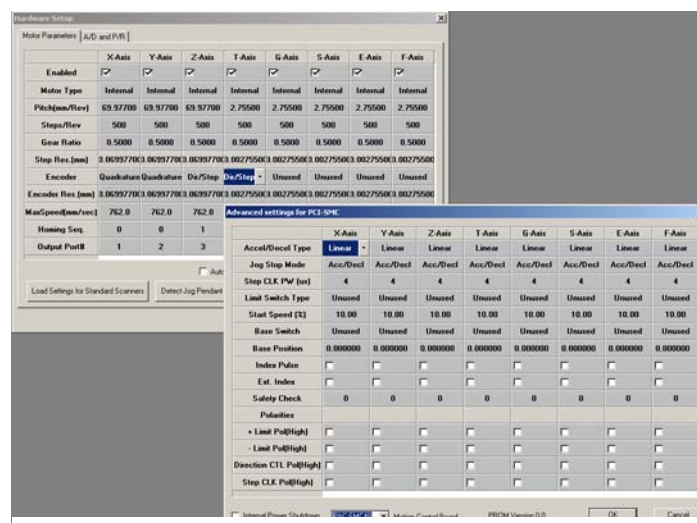 Hardware Setup
Motor Parameters A/D and P/R
X-Axis Y-Axis Z-Axis T-Axis G-Axis S-Axis E-Axis F-Axis
Enabled
Motor Type Internal Internal Internal Internal Internal Internal Internal Internal
Pitch(mm/Rev) 69.97700 69.97700 69.97700 2.75500 2.75500 2.75500 2.75500 2.75500
Steps/Rev 500 500 500 500 500 500 500 500
Gear Ratio 0.5000 0.5000 0.5000 0.5000 0.5000 0.5000 0.5000 0.5000
Step Res.(mm)
Encoder Quadrature Quadrature Dir/Step Dir/Step Unused Unused Unused Unused
Encoder Res.(mm)
MaxSpeed(mm/sec) 762.0 762.0 762.0
Homing Seq. 0 0 1
Output Port# 1 2 3
Load Settings for Standard Scanners Detect Jog Pendant
Advanced settings for PCI-SMC
X-Axis Y-Axis Z-Axis T-Axis G-Axis S-Axis E-Axis F-Axis
Accel/Decel Type Linear Linear Linear Linear Linear Linear Linear Linear
Jog Stop Mode Acc/Decl Acc/Decl Acc/Decl Acc/Decl Acc/Decl Acc/Decl Acc/Decl Acc/Decl
Step CLK PW (us) 4 4 4 4 4 4 4 4
Limit Switch Type Unused Unused Unused Unused Unused Unused Unused Unused
Start Speed (%) 10.00 10.00 10.00 10.00 10.00 10.00 10.00 10.00
Base Switch Unused Unused Unused Unused Unused Unused Unused Unused
Base Position 0.000000 0.000000 0.000000 0.000000 0.000000 0.000000 0.000000 0.000000
Index Pulse
Ext. Index
Safety Check 0 0 0 0 0 0 0 0
Polarities
+ Limit Pol(High)
- Limit Pol(High)
Direction CTL Pol(High)
Step CLK Pol(High)
Internal Power Shutdown Motion Control Board PROM Version 0.0 OK Cancel